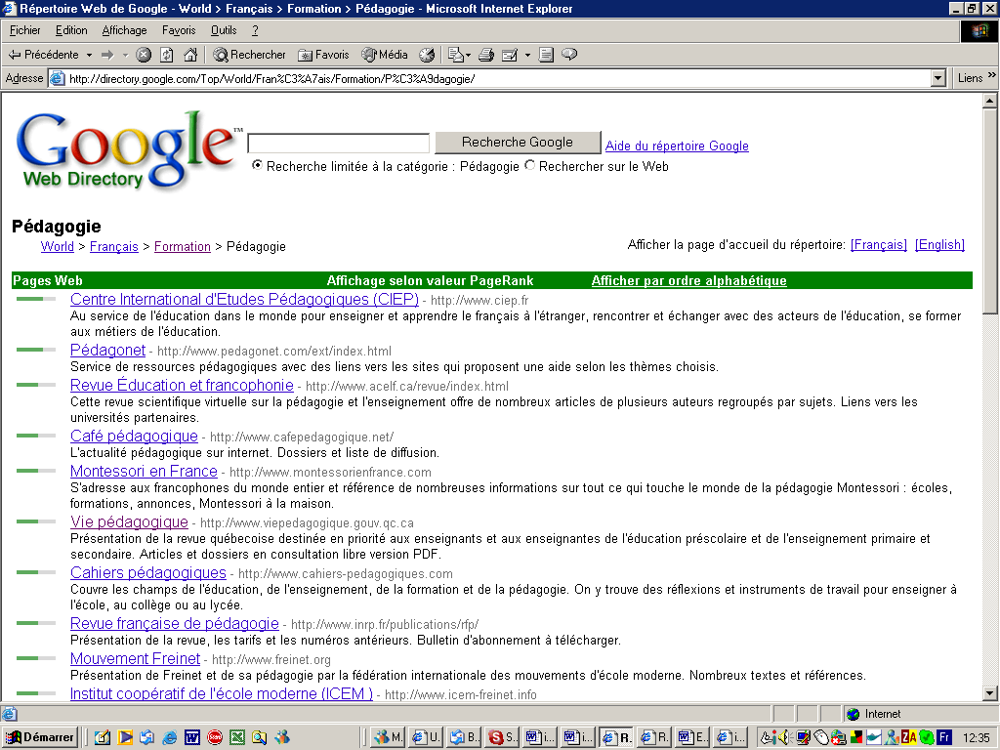 Répertoire Web de Google - World > Français > Formation > Pédagogie - Microsoft Internet Explorer
Fichier Edition Affichage Favoris Outils ?
Précédente Rechercher Favoris Média
Adresse http://directory.google.com/Top/World/Fran%C3%A7ais/Formation/P%C3%A9dagogie/ Liens »
Google™
Web Directory
Recherche Google Aide du répertoire Google
Recherche limitée à la catégorie : Pédagogie Rechercher sur le Web
Pédagogie
World > Français > Formation > Pédagogie Afficher la page d'accueil du répertoire: [Français] [English]
Pages Web Affichage selon valeur PageRank Afficher par ordre alphabétique
Centre International d'Etudes Pédagogiques (CIEP) - http://www.ciep.fr
Au service de l'éducation dans le monde pour enseigner et apprendre le français à l'étranger, rencontrer et échanger avec des acteurs de l'éducation, se former
aux métiers de l'éducation.
Pédagonet - http://www.pedagonet.com/ext/index.html
Service de ressources pédagogiques avec des liens vers les sites qui proposent une aide selon les thèmes choisis.
Revue Éducation et francophonie - http://www.acelf.ca/revue/index.html
Cette revue scientifique virtuelle sur la pédagogie et l'enseignement offre de nombreux articles de plusieurs auteurs regroupés par sujets. Liens vers les
universités partenaires.
Café pédagogique - http://www.cafepedagogique.net/
L'actualité pédagogique sur internet. Dossiers et liste de diffusion.
Montessori en France - http://www.montessorienfrance.com
S'adresse aux francophones du monde entier et référence de nombreuses informations sur tout ce qui touche le monde de la pédagogie Montessori : écoles,
formations, annonces, Montessori à la maison.
Vie pédagogique - http://www.viepedagogique.gouv.qc.ca
Présentation de la revue québecoise destinée en priorité aux enseignants et aux enseignantes de l'éducation préscolaire et de l'enseignement primaire et
secondaire. Articles et dossiers en consultation libre version PDF.
Cahiers pédagogiques - http://www.cahiers-pedagogiques.com
Couvre les champs de l'éducation, de l'enseignement, de la formation et de la pédagogie. On y trouve des réflexions et instruments de travail pour enseigner à
l'école, au collège ou au lycée.
Revue française de pédagogie - http://www.inrp.fr/publications/rfp/
Présentation de la revue, les tarifs et les numéros antérieurs. Bulletin d'abonnement à télécharger.
Mouvement Freinet - http://www.freinet.org
Présentation de Freinet et de sa pédagogie par la fédération internationale des mouvements d'école moderne. Nombreux textes et références.
Institut coopératif de l'école moderne (ICEM ) - http://www.icem-freinet.info
Internet
Démarrer M. U. B. S. i... i... R. R. E.. i... Fr 12:35